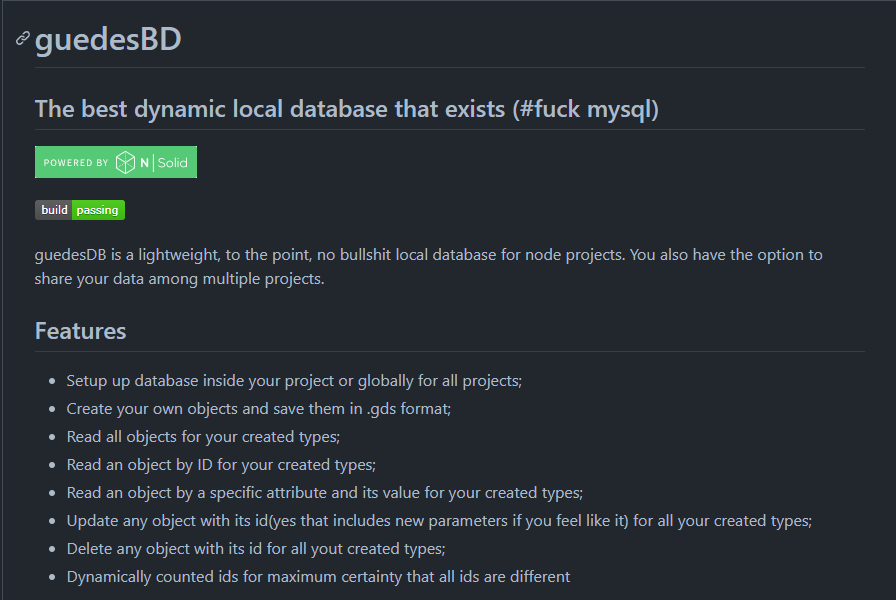 guedesBD
The best dynamic local database that exists (#fuck mysql)
POWERED BY N | Solid
build passing
guedesDB is a lightweight, to the point, no bullshit local database for node projects. You also have the option to
share your data among multiple projects.
Features
Setup up database inside your project or globally for all projects;
Create your own objects and save them in .gds format;
Read all objects for your created types;
Read an object by ID for your created types;
Read an object by a specific attribute and its value for your created types;
Update any object with its id(yes that includes new parameters if you feel like it) for all your created types;
Delete any object with its id for all yout created types;
Dynamically counted ids for maximum certainty that all ids are different